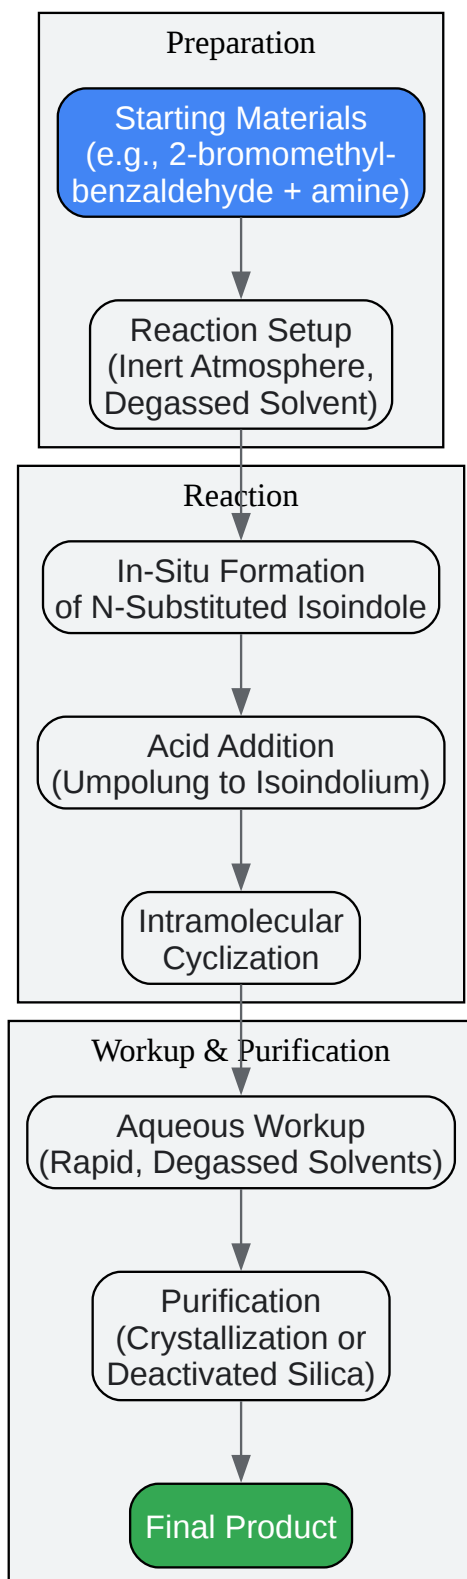 Preparation
Starting Materials
(e.g., 2-bromomethyl-
benzaldehyde + amine)
Reaction Setup
(Inert Atmosphere,
Degassed Solvent)
Reaction
In-Situ Formation
of N-Substituted Isoindole
Acid Addition
(Umpolung to Isoindolium)
Intramolecular
Cyclization
Workup & Purification
Aqueous Workup
(Rapid, Degassed Solvents)
Purification
(Crystallization or
Deactivated Silica)
Final Product